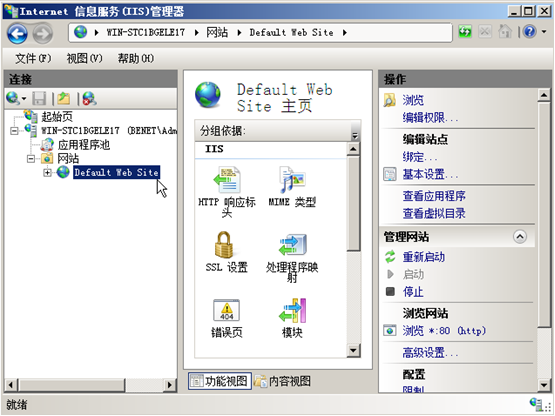 Internet 信息服务(IIS)管理器
WIN-STC1BGELE17 ▸ 网站 ▸ Default Web Site ▸
文件(F) 视图(V) 帮助(H)
连接
起始页
WIN-STC1BGELE17 (BENET\Adm
应用程序池
网站
Default Web Site
Default Web
Site 主页
分组依据:
IIS
HTTP 响应标
头
MIME 类型
SSL 设置
处理程序映
射
404
错误页
模块
功能视图 内容视图
操作
浏览
编辑权限...
编辑站点
绑定...
基本设置...
查看应用程序
查看虚拟目录
管理网站
重新启动
启动
停止
浏览网站
浏览 *:80 (http)
高级设置...
配置
限制
就绪